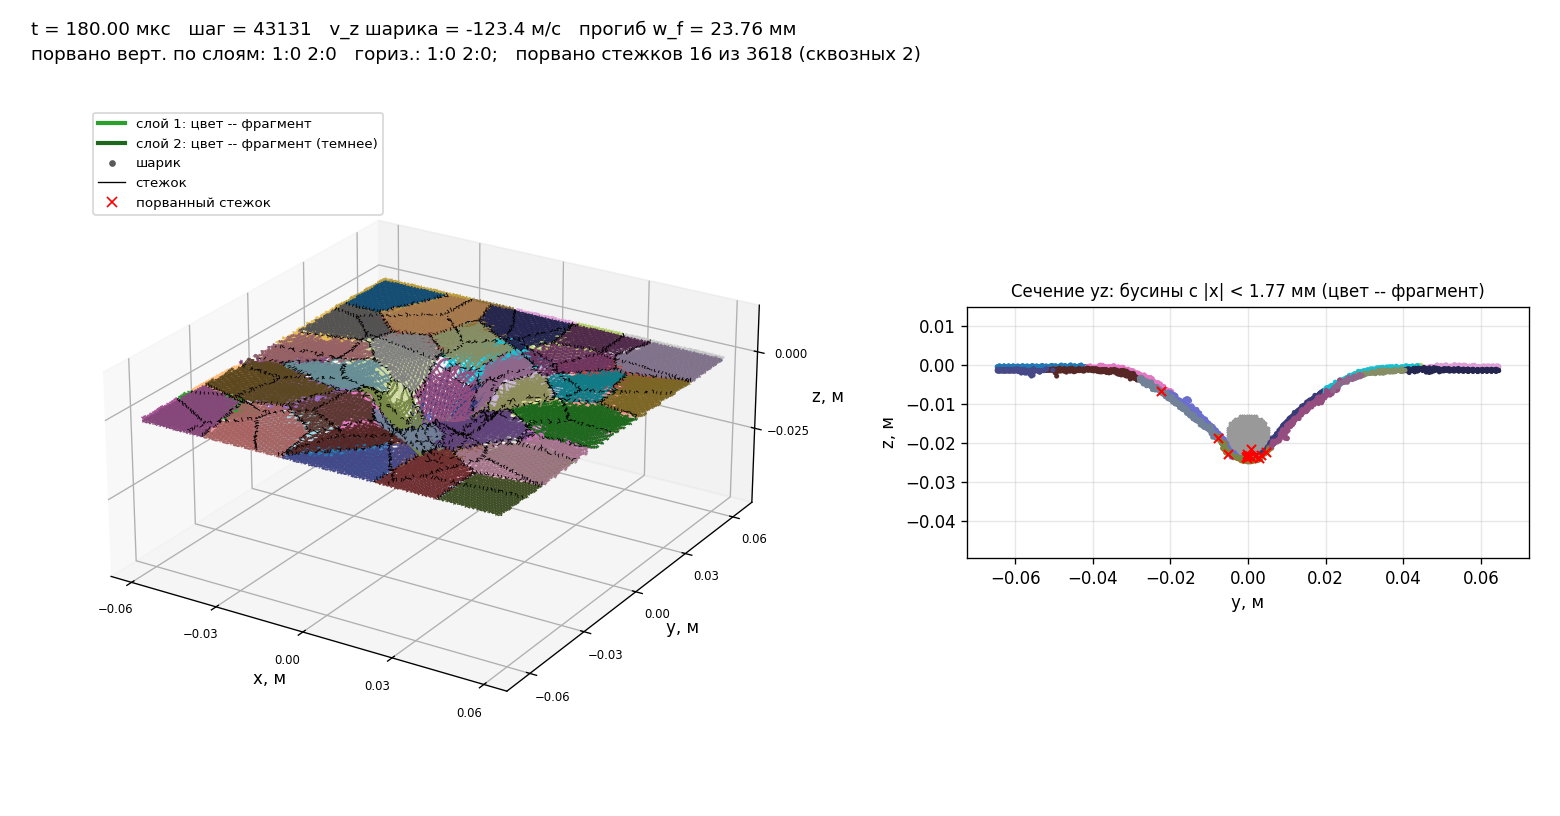 t = 180.00 мкс   шаг = 43131   v_z шарика = -123.4 м/с   прогиб w_f = 23.76 мм
порвано верт. по слоям: 1:0 2:0   гориз.: 1:0 2:0;   порвано стежков 16 из 3618 (сквозных 2)
слой 1: цвет -- фрагмент
слой 2: цвет -- фрагмент (темнее)
шарик
стежок
порванный стежок
0.000
−0.025
z, м
0.06
0.03
0.00
−0.03
−0.06
y, м
−0.06
−0.03
0.00
0.03
0.06
x, м
Сечение yz: бусины с |x| < 1.77 мм (цвет -- фрагмент)
0.01
0.00
−0.01
−0.02
−0.03
−0.04
z, м
−0.06
−0.04
−0.02
0.00
0.02
0.04
0.06
y, м